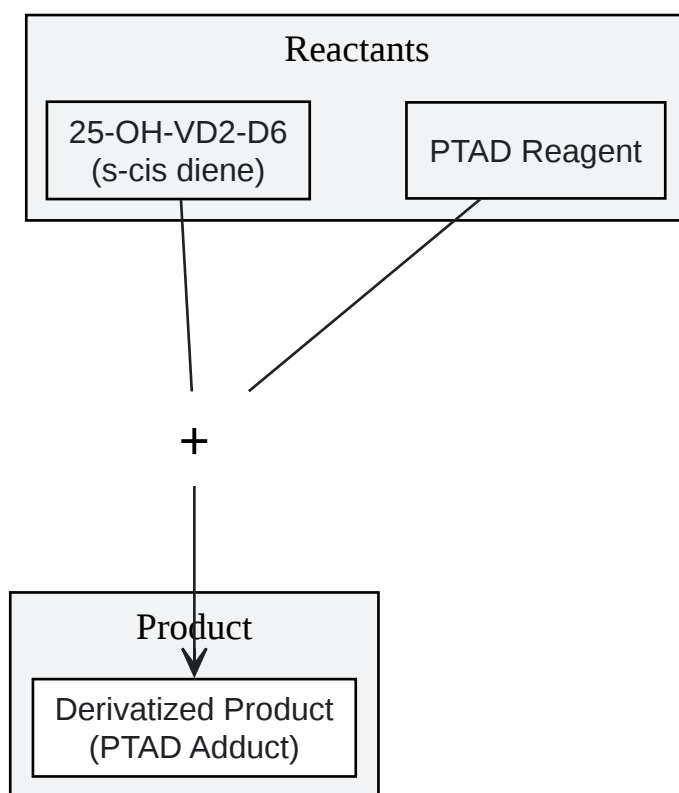 Reactants
25-OH-VD2-D6
(s-cis diene)
PTAD Reagent
+
Product
Derivatized Product
(PTAD Adduct)